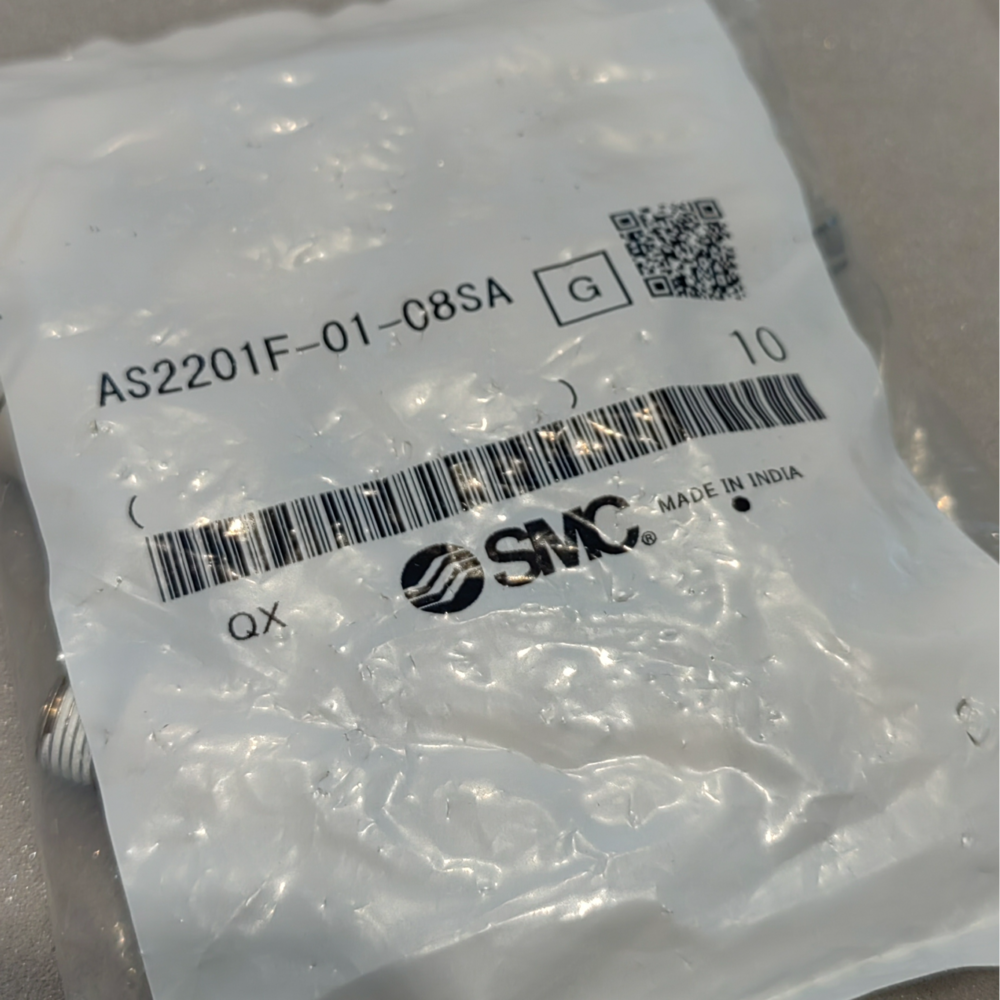 AS2201F-01-08SA G
10
( )
SMC®
MADE IN INDIA
QX